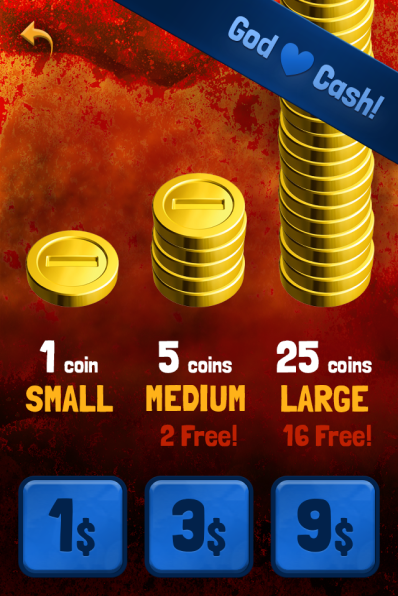 God 💙 Cash!
1 coin
SMALL
5 coins
MEDIUM
2 Free!
25 coins
LARGE
16 Free!
1$
3$
9$